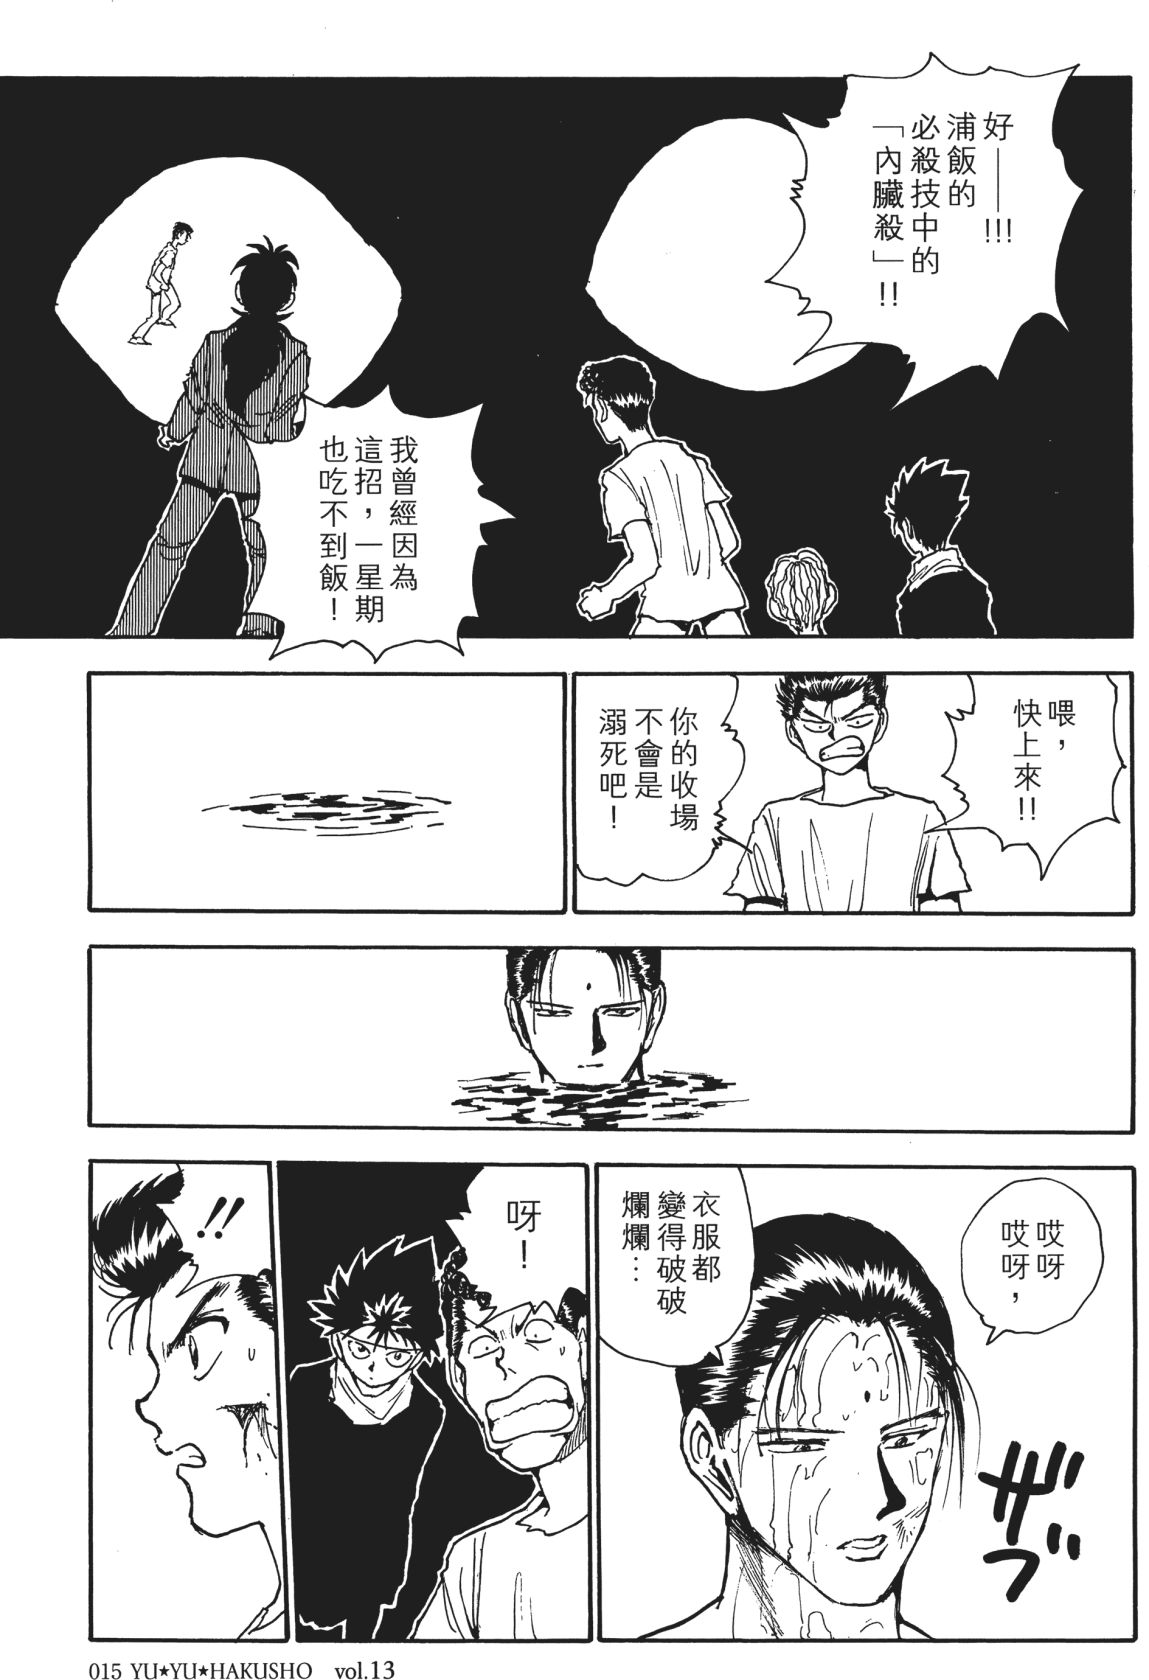 好──!!!
浦飯的
必殺技中的
「內臟殺」!!
我曾經因為
這招，一星期
也吃不到飯！
喂，
快上來!!
你的收場
不會是
溺死吧！
哎呀
哎呀，
衣服都
變得破破
爛爛…
ザブ
呀！
!!
015 YU★YU★HAKUSHO vol.13